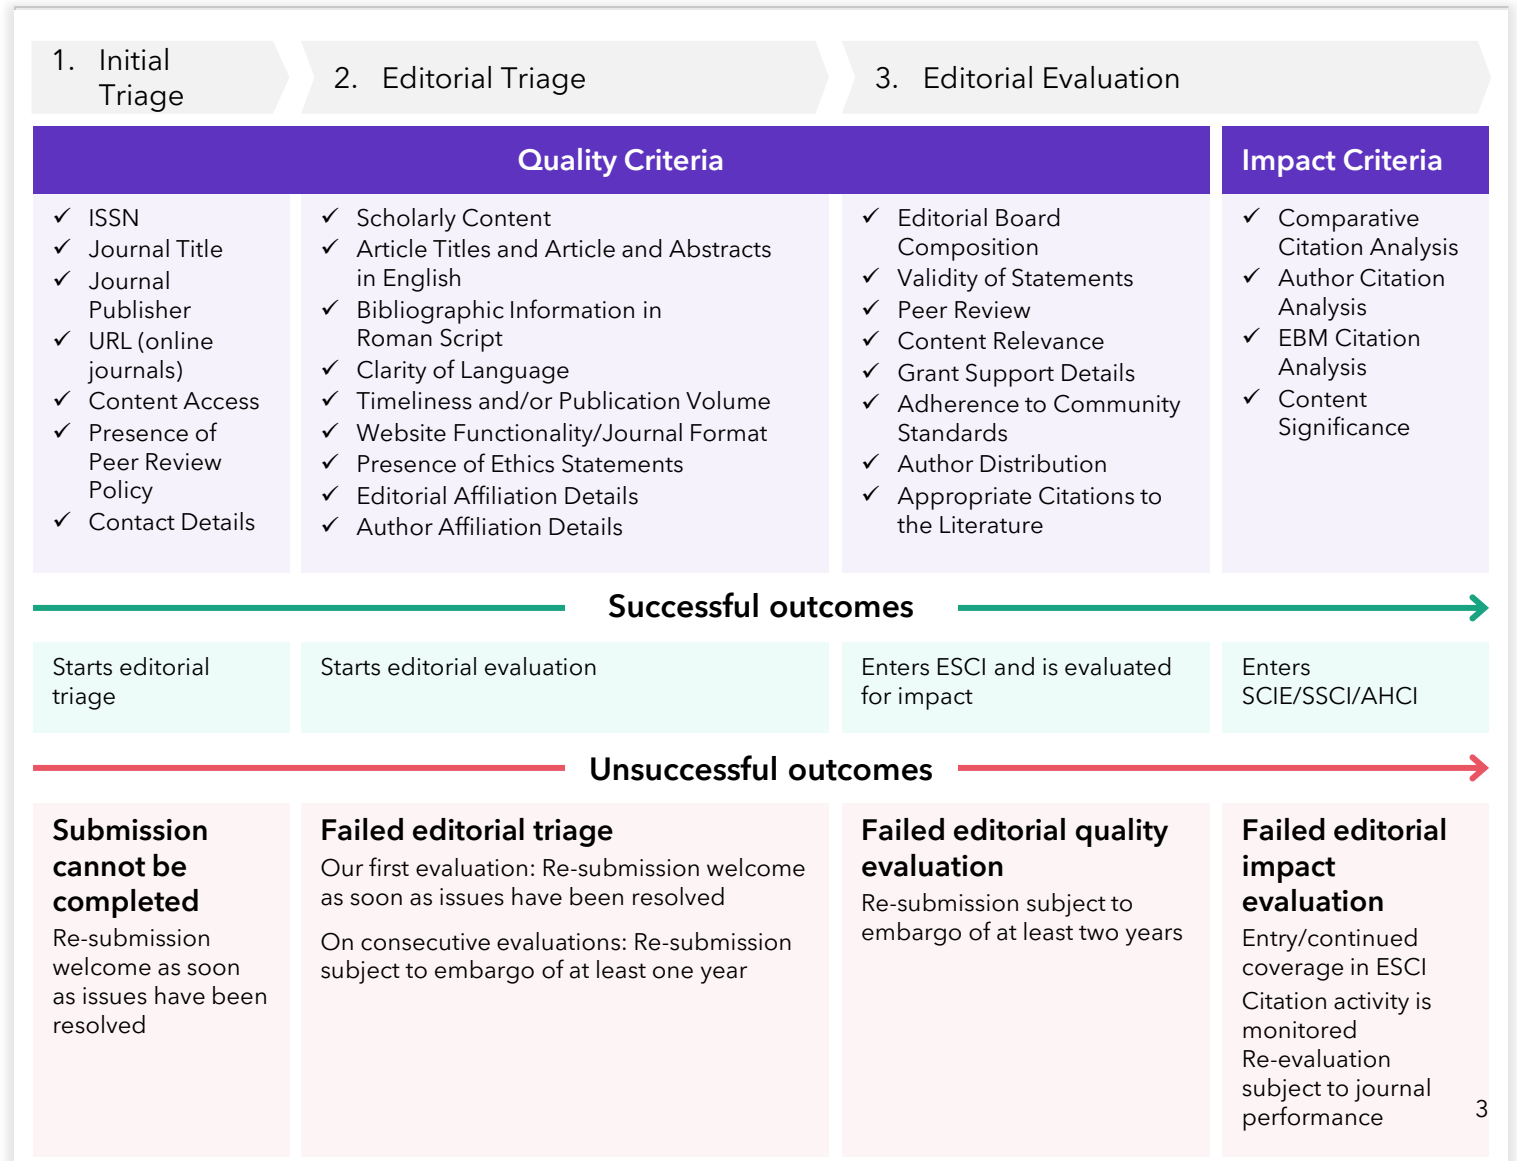 1. Initial
Triage
2. Editorial Triage
3. Editorial Evaluation
Quality Criteria
Impact Criteria
✓ ISSN
✓ Journal Title
✓ Journal
Publisher
✓ URL (online
journals)
✓ Content Access
✓ Presence of
Peer Review
Policy
✓ Contact Details
✓ Scholarly Content
✓ Article Titles and Article and Abstracts
in English
✓ Bibliographic Information in
Roman Script
✓ Clarity of Language
✓ Timeliness and/or Publication Volume
✓ Website Functionality/Journal Format
✓ Presence of Ethics Statements
✓ Editorial Affiliation Details
✓ Author Affiliation Details
✓ Editorial Board
Composition
✓ Validity of Statements
✓ Peer Review
✓ Content Relevance
✓ Grant Support Details
✓ Adherence to Community
Standards
✓ Author Distribution
✓ Appropriate Citations to
the Literature
✓ Comparative
Citation Analysis
✓ Author Citation
Analysis
✓ EBM Citation
Analysis
✓ Content
Significance
Successful outcomes
Starts editorial
triage
Starts editorial evaluation
Enters ESCI and is evaluated
for impact
Enters
SCIE/SSCI/AHCI
Unsuccessful outcomes
Submission
cannot be
completed
Re-submission
welcome as soon
as issues have been
resolved
Failed editorial triage
Our first evaluation: Re-submission welcome
as soon as issues have been resolved
On consecutive evaluations: Re-submission
subject to embargo of at least one year
Failed editorial quality
evaluation
Re-submission subject to
embargo of at least two years
Failed editorial
impact
evaluation
Entry/continued
coverage in ESCI
Citation activity is
monitored
Re-evaluation
subject to journal
performance
3